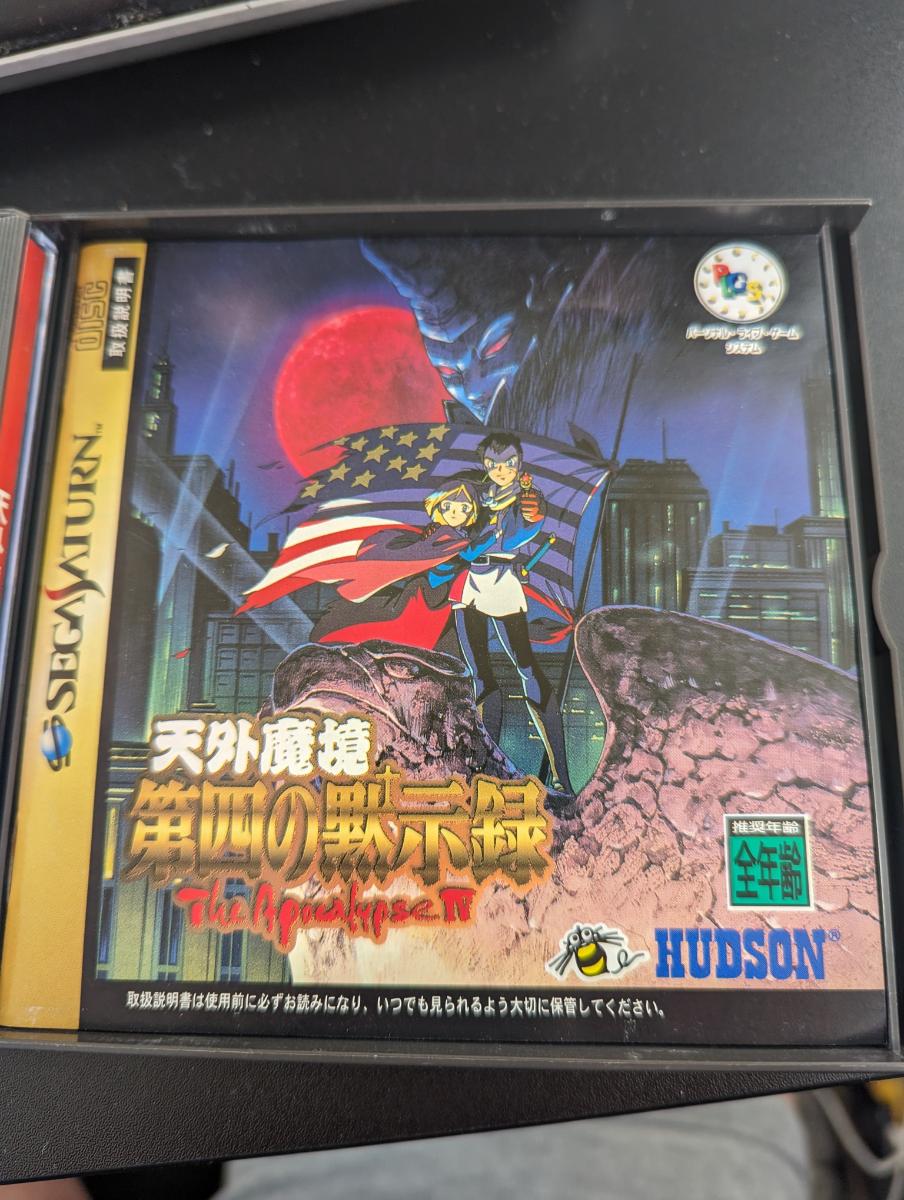 DISC
取扱説明書
SEGA SATURN™
PLGS
パーソナル・ライブ・ゲーム
システム
天外魔境
第四の黙示録
The Apocalypse IV
推奨年齢
全年齢
HUDSON®
取扱説明書は使用前に必ずお読みになり、いつでも見られるよう大切に保管してください。